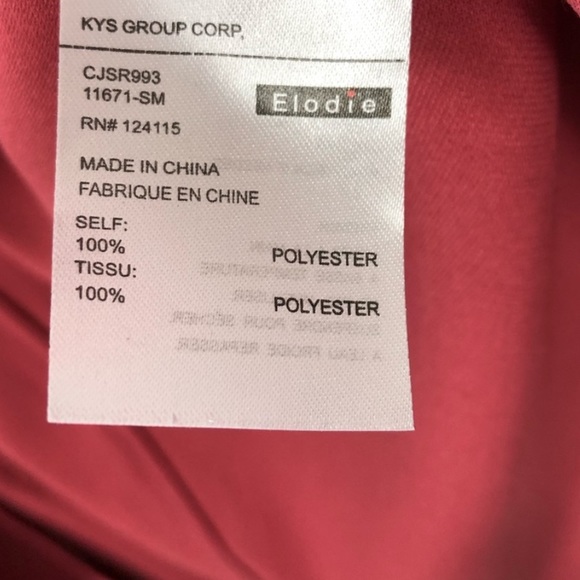 KYS GROUP CORP.
CJSR993
11671-SM
Elodie
RN# 124115
MADE IN CHINA
FABRIQUE EN CHINE
SELF:
100% POLYESTER
TISSU:
100% POLYESTER